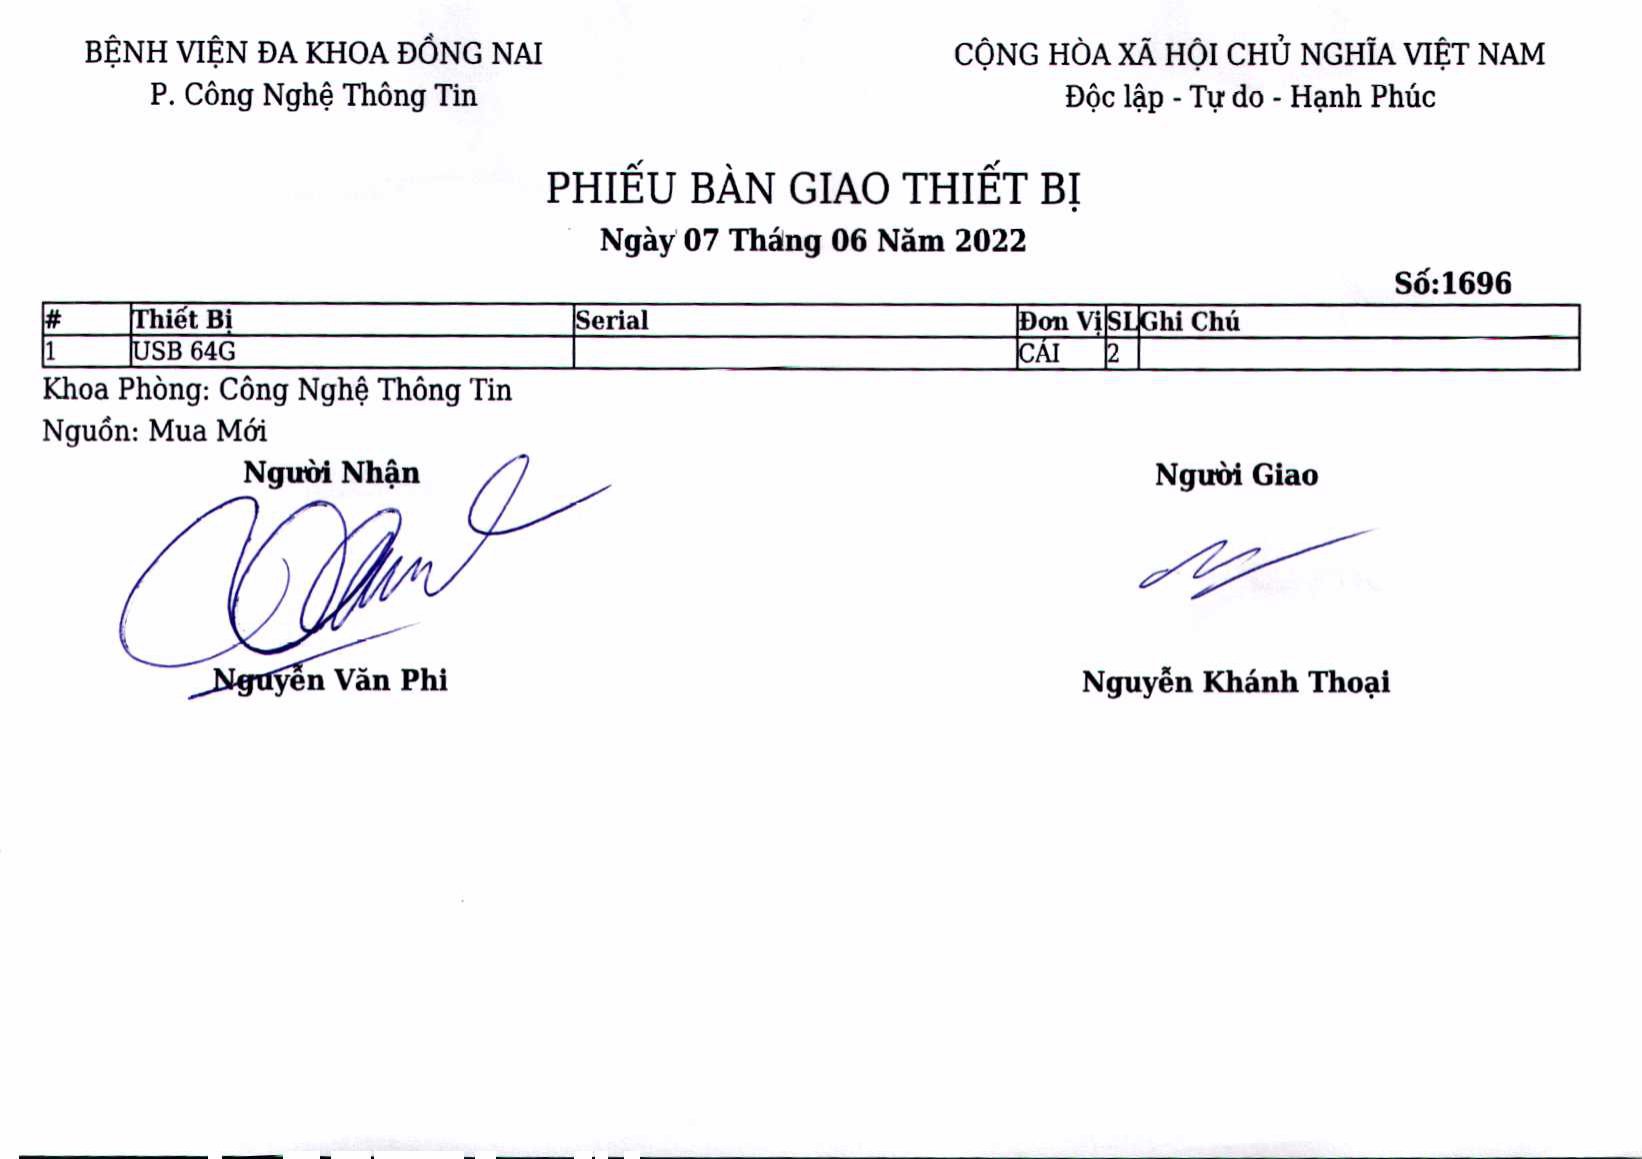 BỆNH VIỆN ĐA KHOA ĐỒNG NAI
P. Công Nghệ Thông Tin
CỘNG HÒA XÃ HỘI CHỦ NGHĨA VIỆT NAM
Độc lập - Tự do - Hạnh Phúc
PHIẾU BÀN GIAO THIẾT BỊ
Ngày 07 Tháng 06 Năm 2022
Số:1696
# Thiết Bị Serial Đơn Vị SL Ghi Chú
1 USB 64G CÁI 2
Khoa Phòng: Công Nghệ Thông Tin
Nguồn: Mua Mới
Người Nhận Người Giao
Nguyễn Văn Phi Nguyễn Khánh Thoại